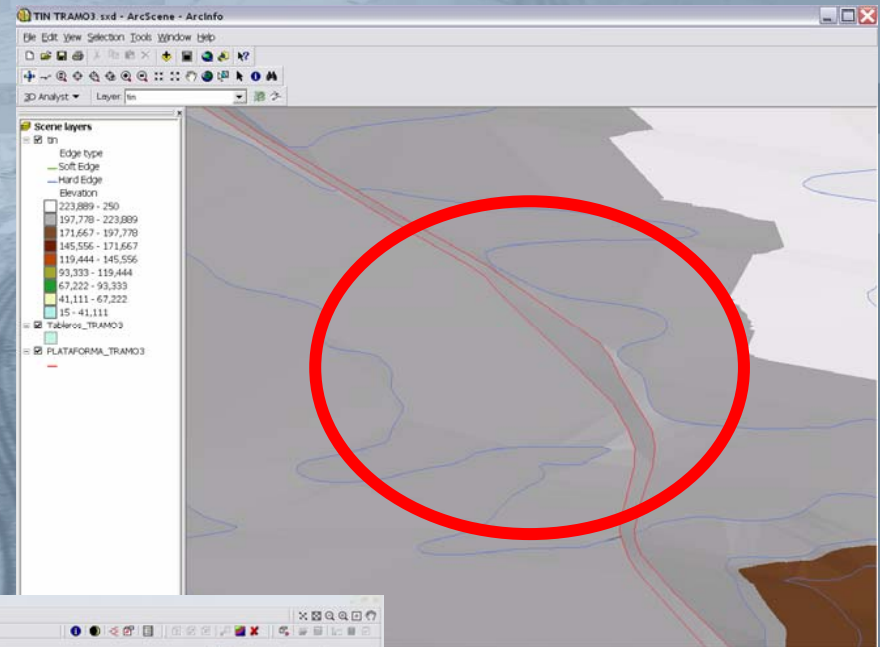 TIN TRAMO3.sxd - ArcScene - ArcInfo
File Edit View Selection Tools Window Help
3D Analyst Layer: tin
Scene layers
tin
Edge type
Soft Edge
Hard Edge
Elevation
223,889 - 250
197,778 - 223,889
171,667 - 197,778
145,556 - 171,667
119,444 - 145,556
93,333 - 119,444
67,222 - 93,333
41,111 - 67,222
15 - 41,111
Tableros_TRAMO3
PLATAFORMA_TRAMO3